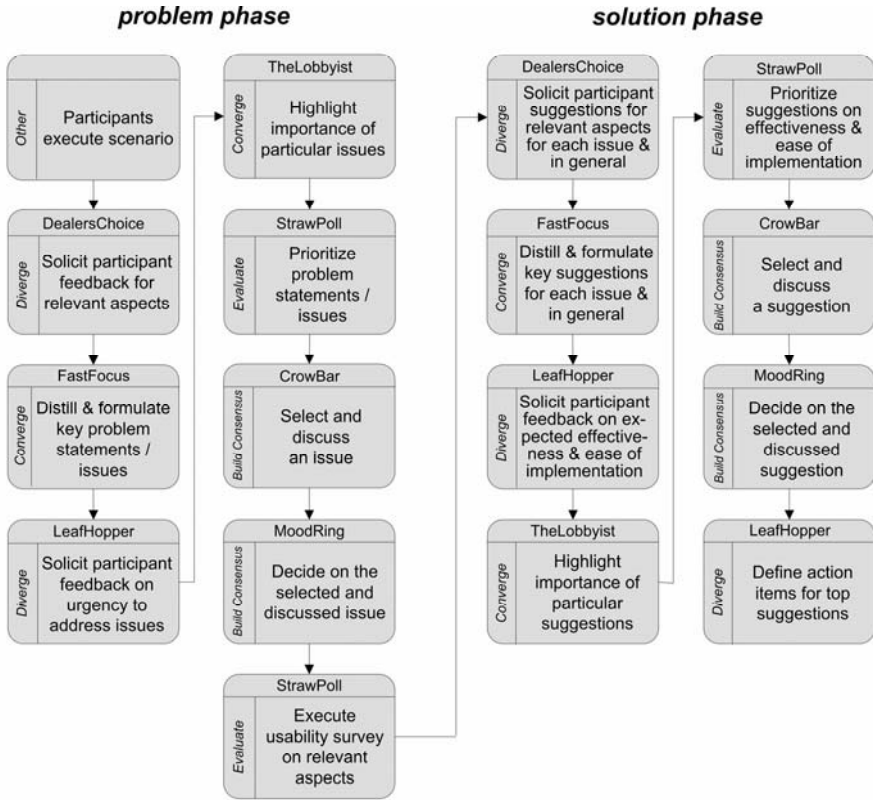 problem phase
Other
Participants
execute scenario
DealersChoice
Diverge
Solicit participant
feedback for
relevant aspects
FastFocus
Converge
Distill & formulate
key problem
statements /
issues
LeafHopper
Diverge
Solicit participant
feedback on
urgency to
address issues
TheLobbyist
Converge
Highlight
importance of
particular issues
StrawPoll
Evaluate
Prioritize
problem
statements /
issues
CrowBar
Build Consensus
Select and
discuss
an issue
MoodRing
Build Consensus
Decide on the
selected and
discussed issue
StrawPoll
Evaluate
Execute
usability survey
on relevant
aspects
solution phase
DealersChoice
Diverge
Solicit participant
suggestions for
relevant aspects
for each issue &
in general
FastFocus
Converge
Distill & formulate
key suggestions
for each issue &
in general
LeafHopper
Diverge
Solicit participant
feedback on ex-
pected effective-
ness & ease of
implementation
TheLobbyist
Converge
Highlight
importance of
particular
suggestions
StrawPoll
Evaluate
Prioritize
suggestions on
effectiveness &
ease of
implementation
CrowBar
Build Consensus
Select and
discuss
a suggestion
MoodRing
Build Consensus
Decide on the
selected and
discussed
suggestion
LeafHopper
Diverge
Define action
items for top
suggestions